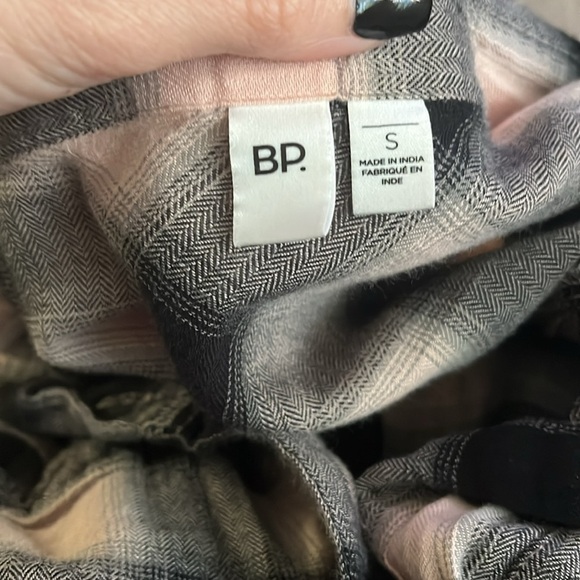 BP.
S
MADE IN INDIA
FABRIQUÉ EN
INDE